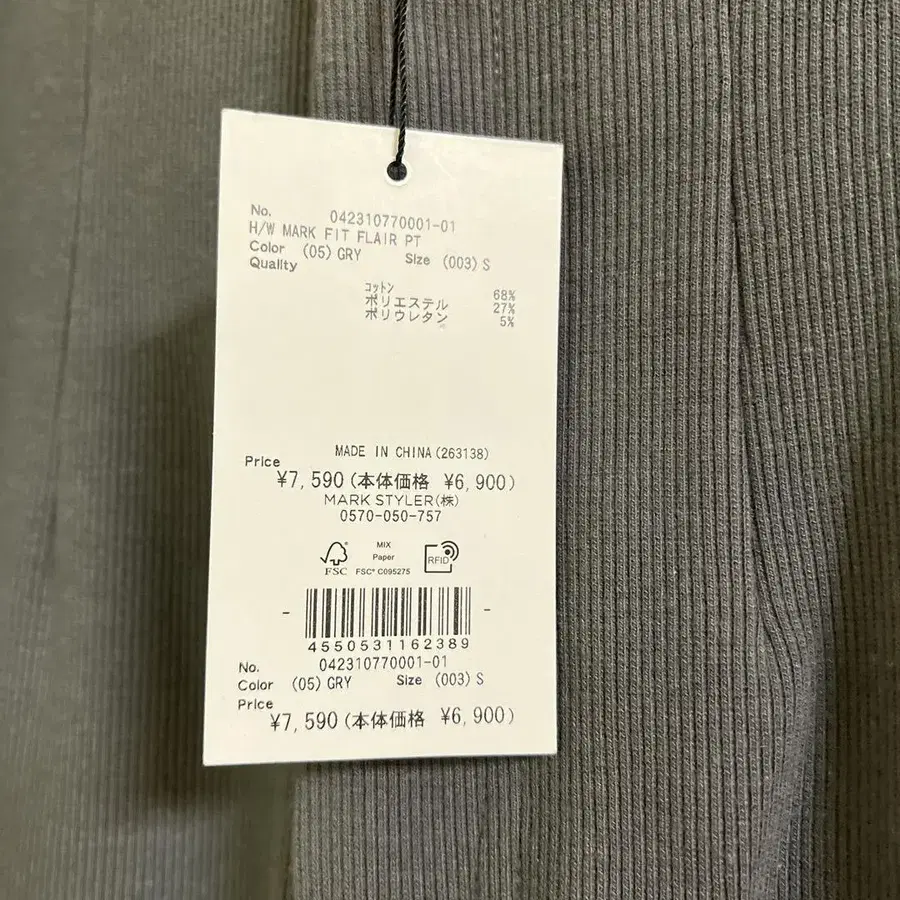 No. 042310770001-01
H/W MARK FIT FLAIR PT
Color (05) GRY Size (003) S
Quality
コットン 68%
ポリエステル 27%
ポリウレタン 5%
MADE IN CHINA(263138)
Price
¥7,590(本体価格 ¥6,900)
MARK STYLER(株)
0570-050-757
FSC
MIX
Paper
FSC® C095275
RFID
4550531162389
No. 042310770001-01
Color (05) GRY Size (003) S
Price
¥7,590(本体価格 ¥6,900)